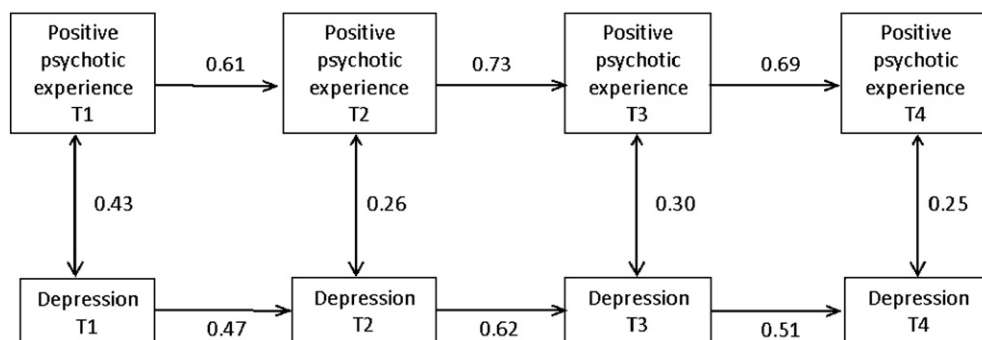 Positive
psychotic
experience
T1
0.61
Positive
psychotic
experience
T2
0.73
Positive
psychotic
experience
T3
0.69
Positive
psychotic
experience
T4
0.43
0.26
0.30
0.25
Depression
T1
0.47
Depression
T2
0.62
Depression
T3
0.51
Depression
T4